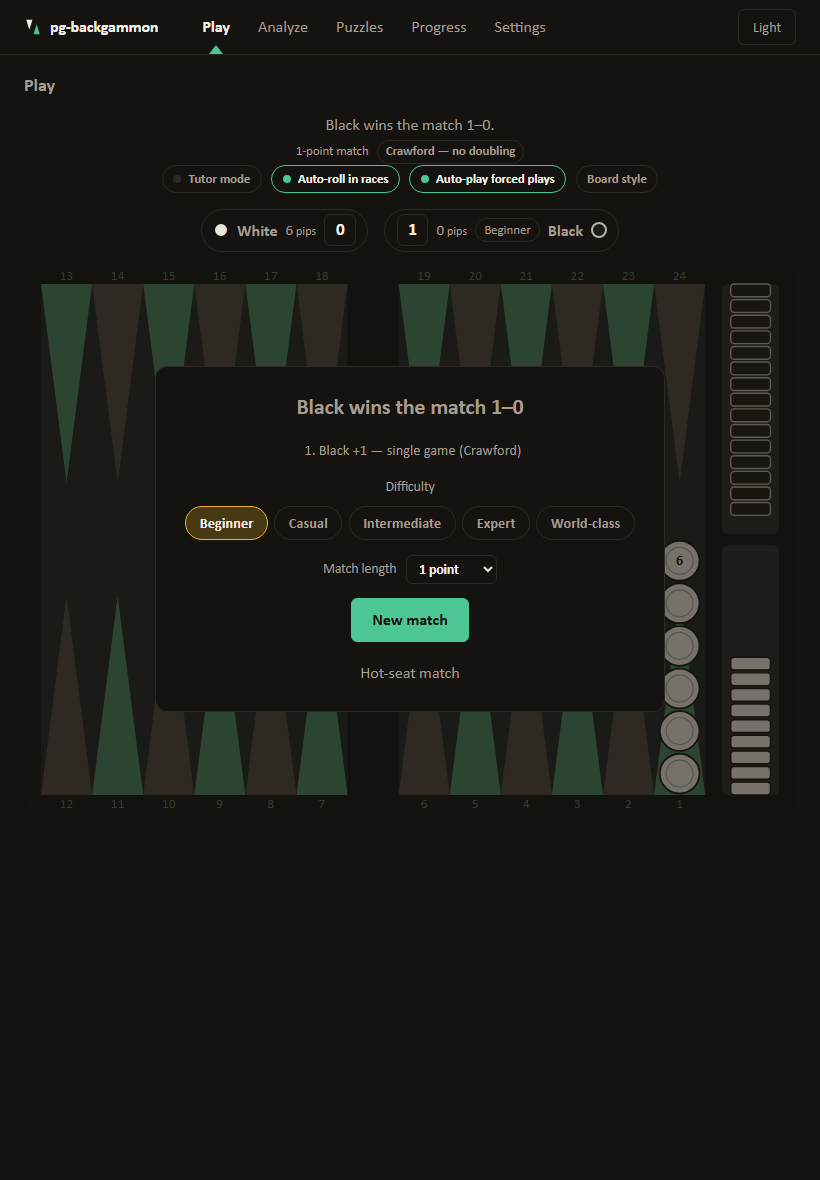 pg-backgammon Play Analyze Puzzles Progress Settings Light
Play
Black wins the match 1–0.
1-point match Crawford — no doubling
Tutor mode Auto-roll in races Auto-play forced plays Board style
White 6 pips 0 1 0 pips Beginner Black
13 14 15 16 17 18 19 20 21 22 23 24
Black wins the match 1–0
1. Black +1 — single game (Crawford)
Difficulty
Beginner Casual Intermediate Expert World-class
6
Match length 1 point
New match
Hot-seat match
12 11 10 9 8 7 6 5 4 3 2 1